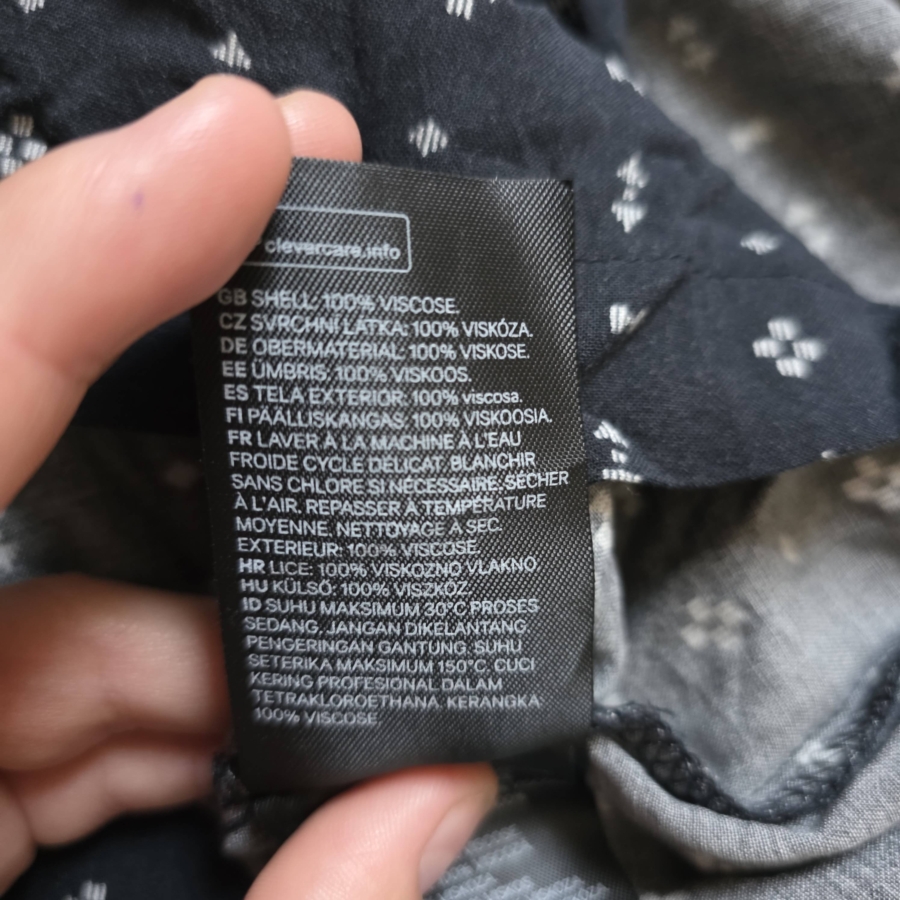 clevercare.info
GB SHELL: 100% VISCOSE.
CZ SVRCHNÍ LÁTKA: 100% VISKÓZA.
DE OBERMATERIAL: 100% VISKOSE.
EE ÜMBRIS: 100% VISKOOS.
ES TELA EXTERIOR: 100% viscosa.
FI PÄÄLLISKANGAS: 100% VISKOOSIA.
FR LAVER À LA MACHINE À L'EAU
FROIDE CYCLE DELICAT. BLANCHIR
SANS CHLORE SI NECESSAIRE. SÉCHER
À L'AIR. REPASSER A TEMPÉRATURE
MOYENNE. NETTOYAGE A SEC.
EXTERIEUR: 100% VISCOSE.
HR LICE: 100% VISKOZNO VLAKNO
HU KÜLSŐ: 100% VISZKÓZ.
ID SUHU MAKSIMUM 30°C PROSES
SEDANG. JANGAN DIKELANTANG.
PENGERINGAN GANTUNG. SUHU
SETERIKA MAKSIMUM 150°C. CUCI
KERING PROFESIONAL DALAM
TETRAKLOROETHANA. KERANGKA:
100% VISCOSE.